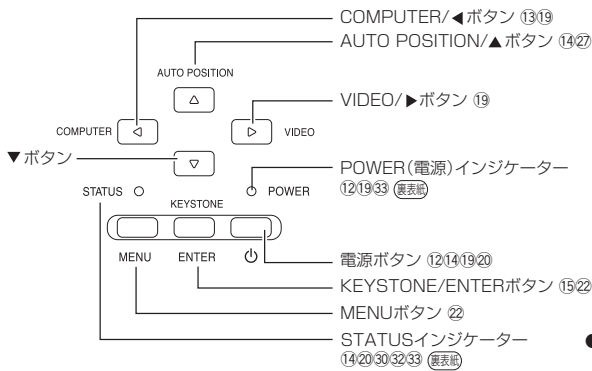 COMPUTER/◀ボタン ⑬⑲
AUTO POSITION/▲ボタン ⑭㉗
AUTO POSITION
VIDEO/▶ボタン ⑲
COMPUTER
VIDEO
▼ボタン
POWER(電源)インジケーター
⑫⑲㉝ 裏表紙
STATUS
POWER
KEYSTONE
MENU
ENTER
電源ボタン ⑫⑭⑲⑳
KEYSTONE/ENTERボタン ⑮㉒
MENUボタン ㉒
STATUSインジケーター
⑭⑳㉚㉜㉝ 裏表紙